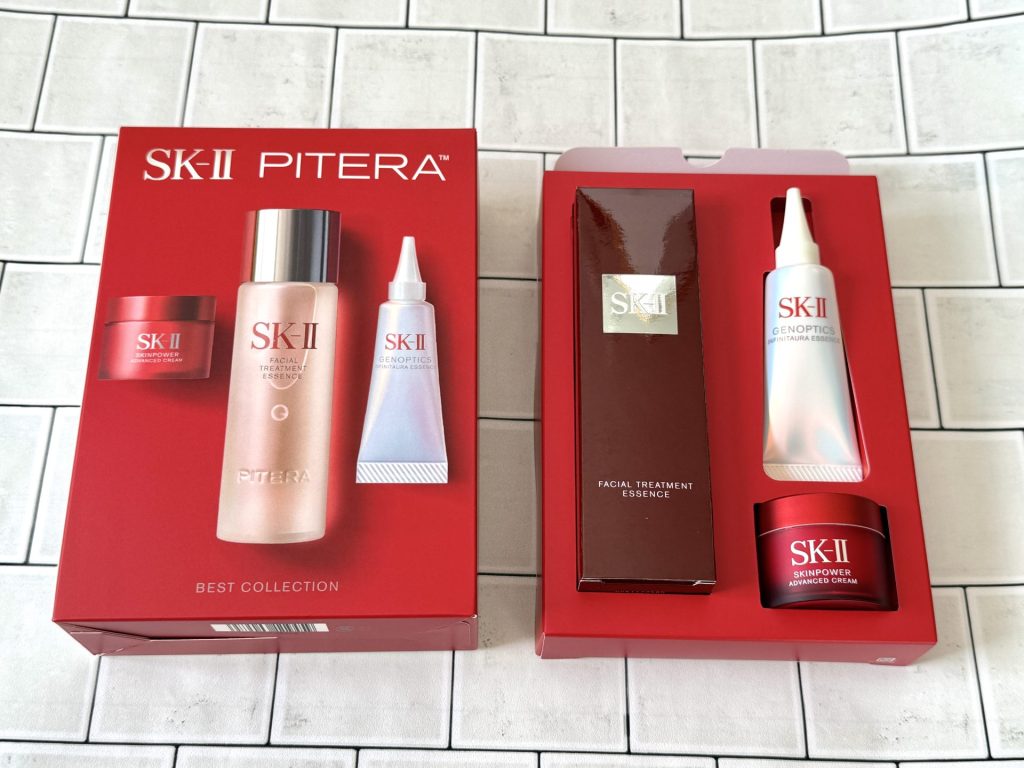 SK-II PITERA™
SK-II
SKINPOWER
ADVANCED CREAM
SK-II
FACIAL
TREATMENT
ESSENCE
PITERA
SK-II
GENOPTICS
INFINITAURA ESSENCE
BEST COLLECTION
SK-II
FACIAL TREATMENT
ESSENCE
SK-II
GENOPTICS
INFINITAURA ESSENCE
SK-II
SKINPOWER
ADVANCED CREAM